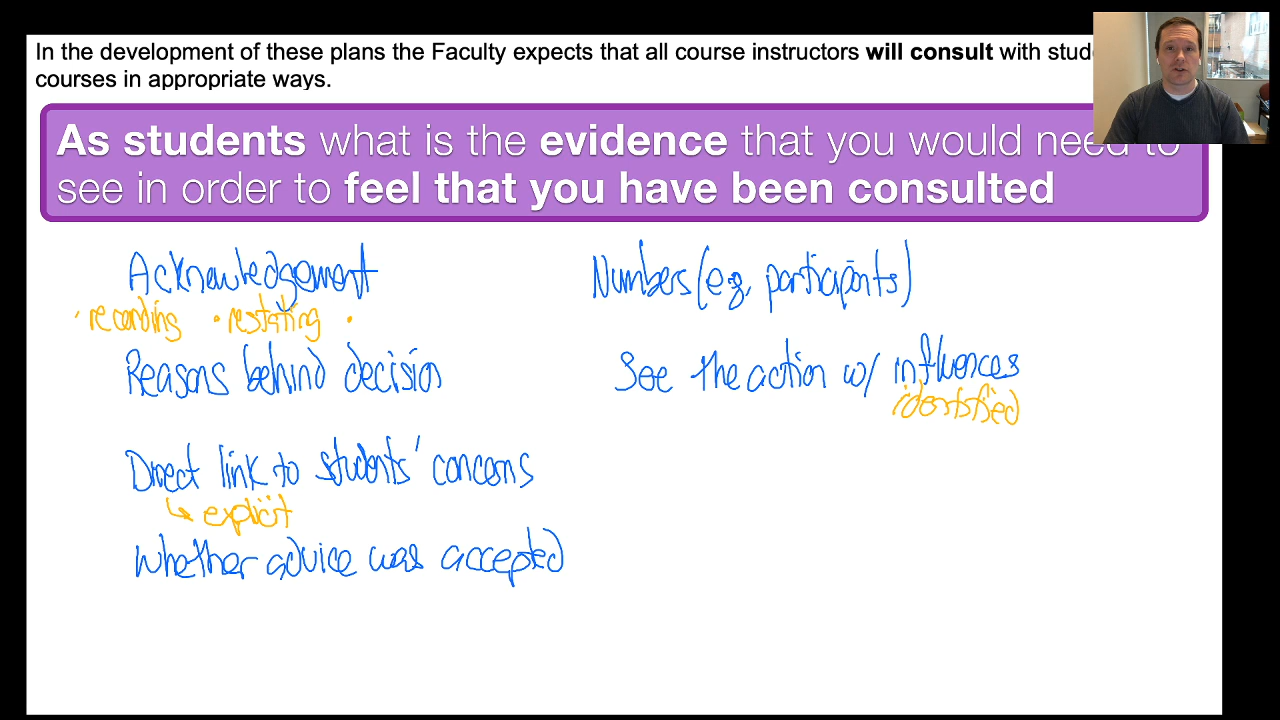 In the development of these plans the Faculty expects that all course instructors will consult with
courses in appropriate ways.
As students what is the evidence that you would need to
see in order to feel that you have been consulted
Acknowledgement
· recording · restating ·
Reasons behind decision
Direct link to students' concerns
↳ explicit
Whether advice was accepted
Numbers (e.g. participants)
See the action w/ influences
identified